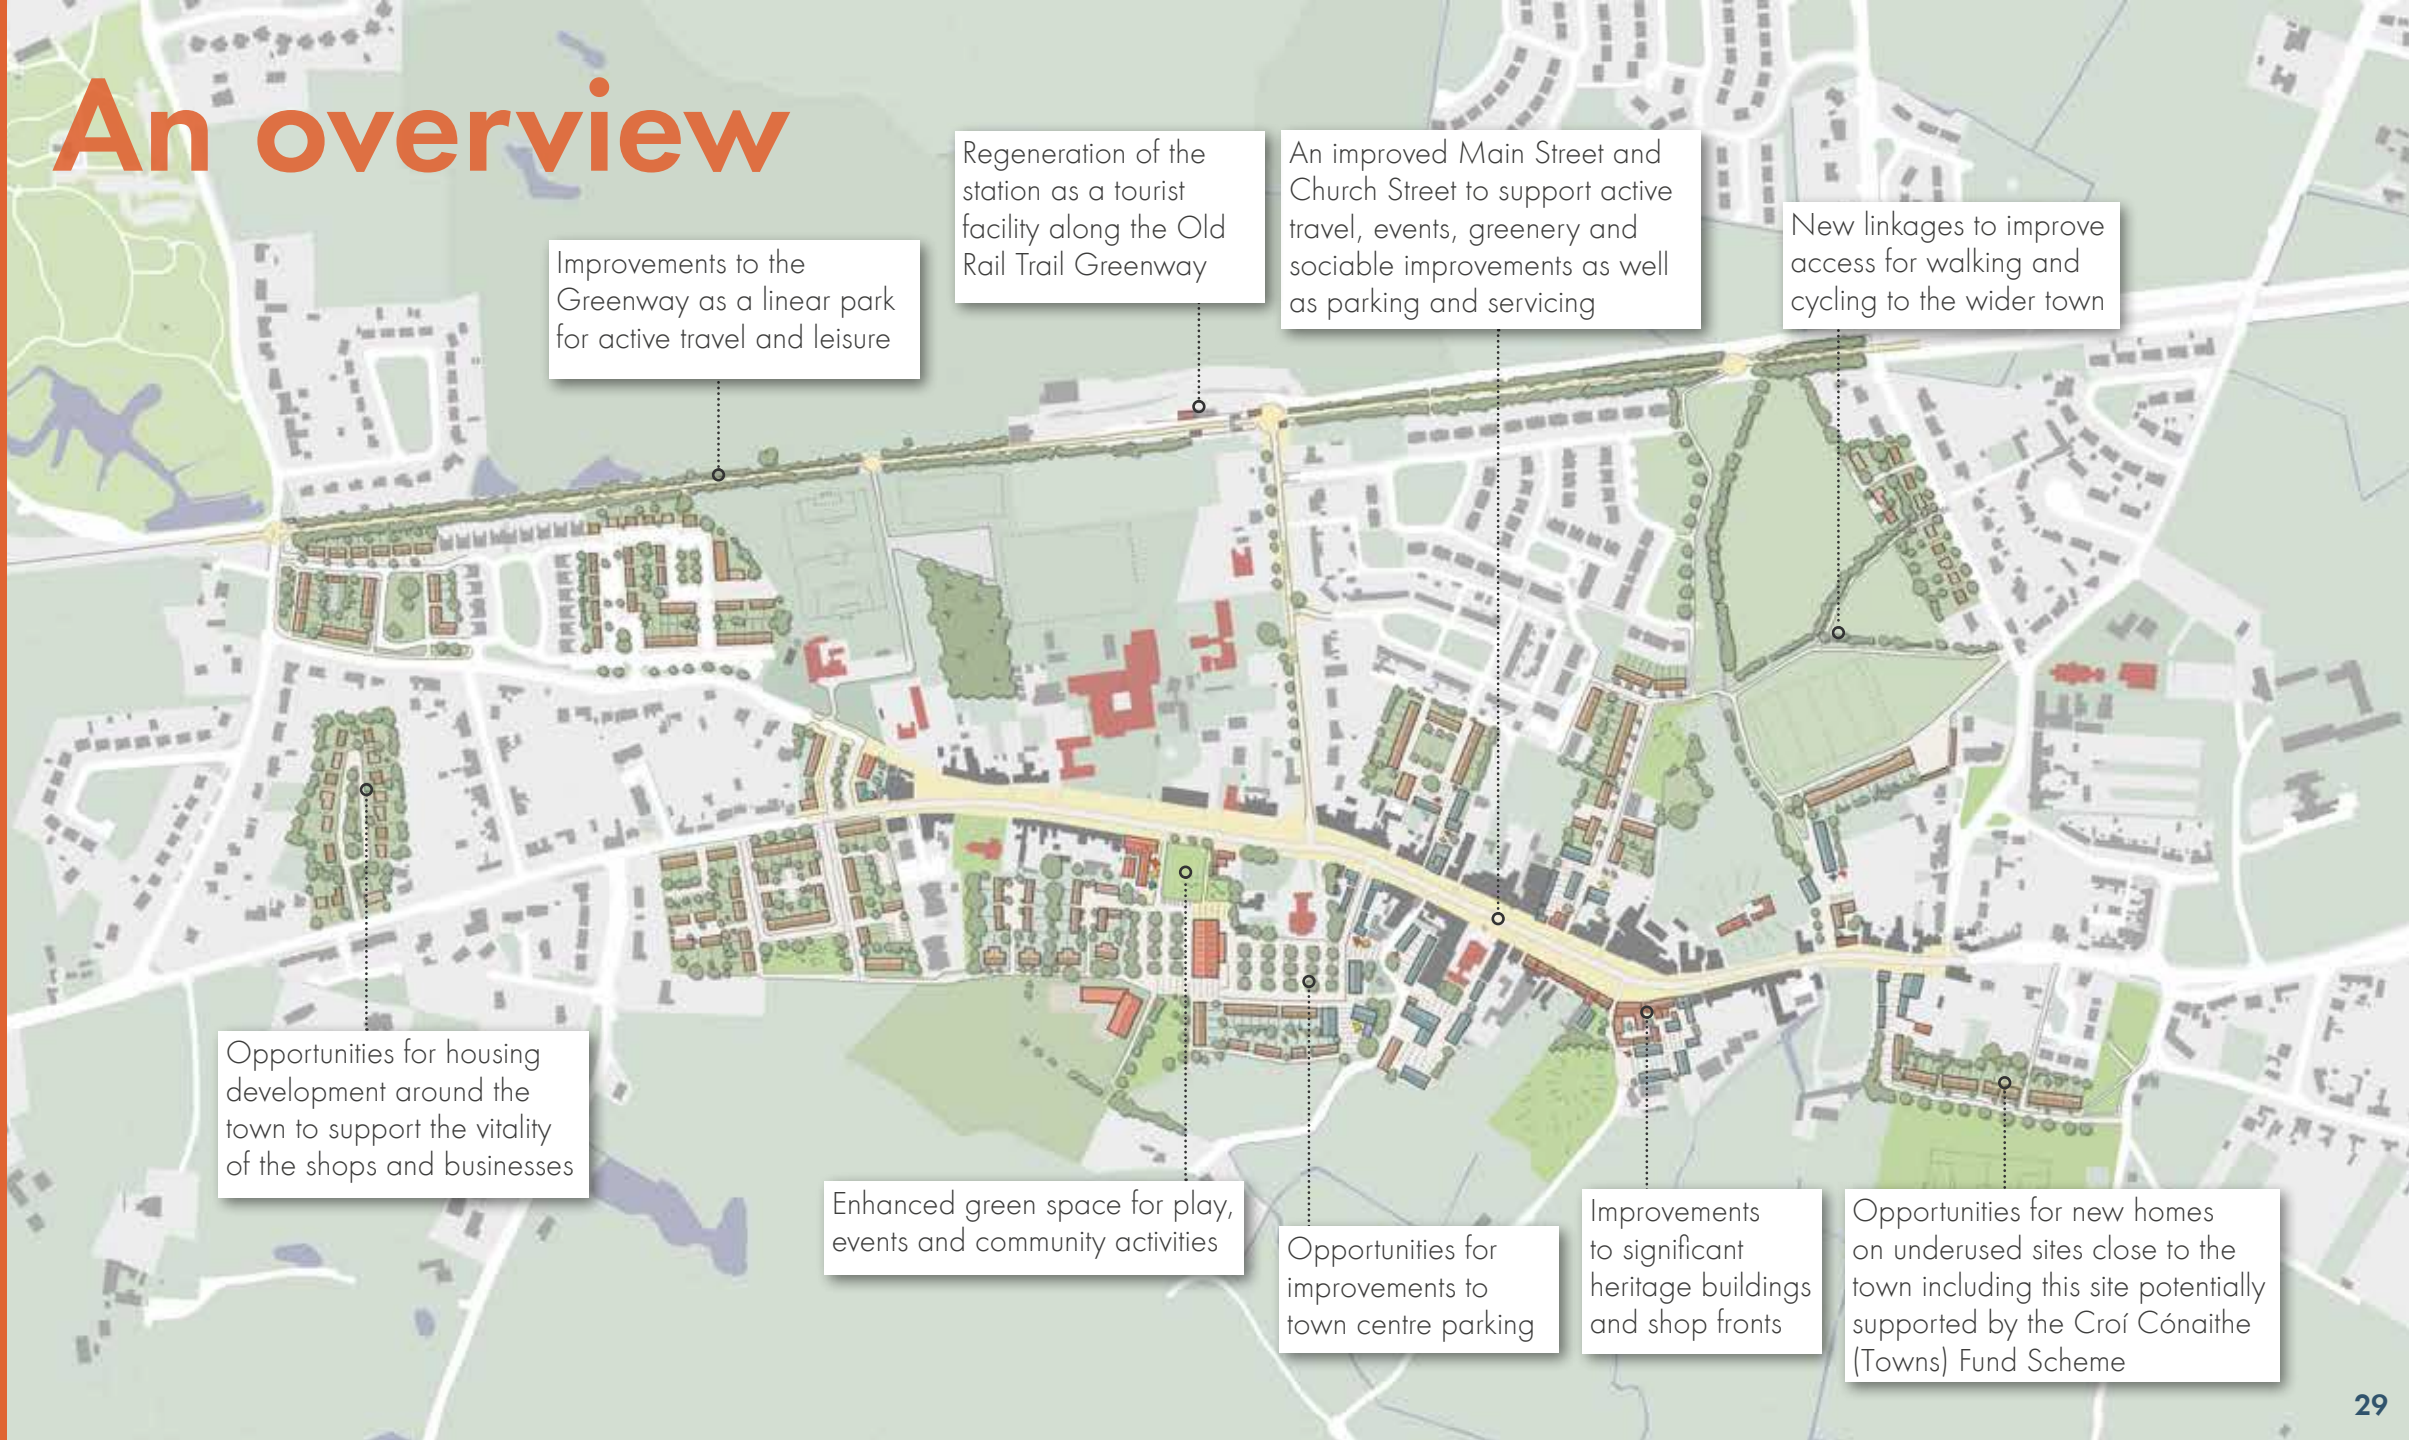 An overview
Improvements to the
Greenway as a linear park
for active travel and leisure
Regeneration of the
station as a tourist
facility along the Old
Rail Trail Greenway
An improved Main Street and
Church Street to support active
travel, events, greenery and
sociable improvements as well
as parking and servicing
New linkages to improve
access for walking and
cycling to the wider town
Opportunities for housing
development around the
town to support the vitality
of the shops and businesses
Enhanced green space for play,
events and community activities
Opportunities for
improvements to
town centre parking
Improvements
to significant
heritage buildings
and shop fronts
Opportunities for new homes
on underused sites close to the
town including this site potentially
supported by the Croí Cónaithe
(Towns) Fund Scheme
29